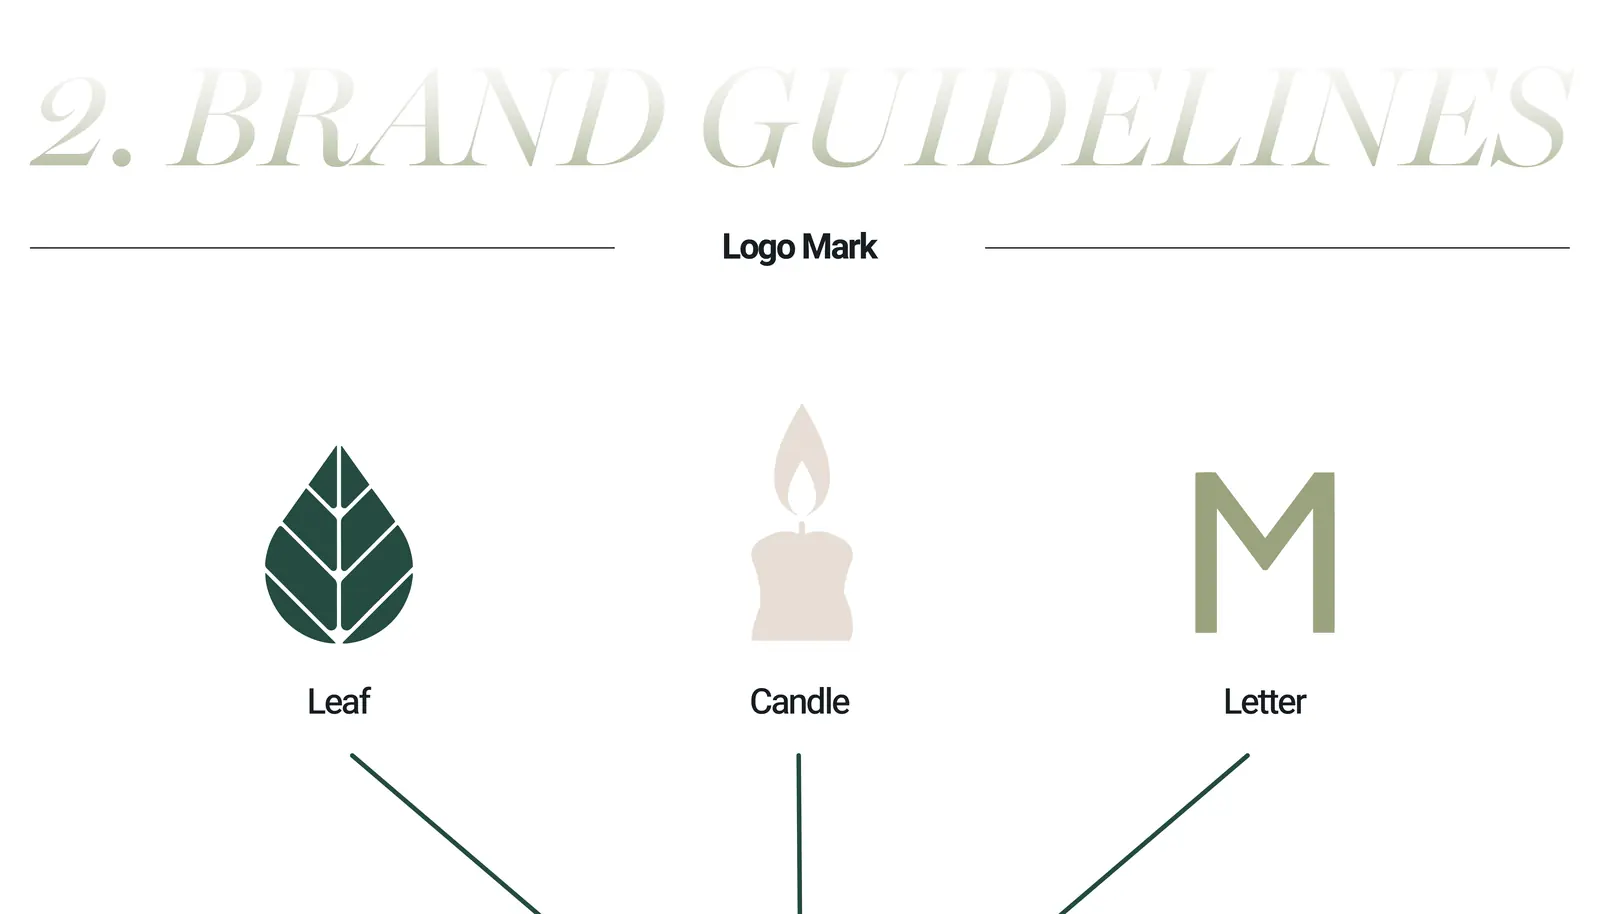 2. BRAND GUIDELINES
Logo Mark
M
Leaf
Candle
Letter